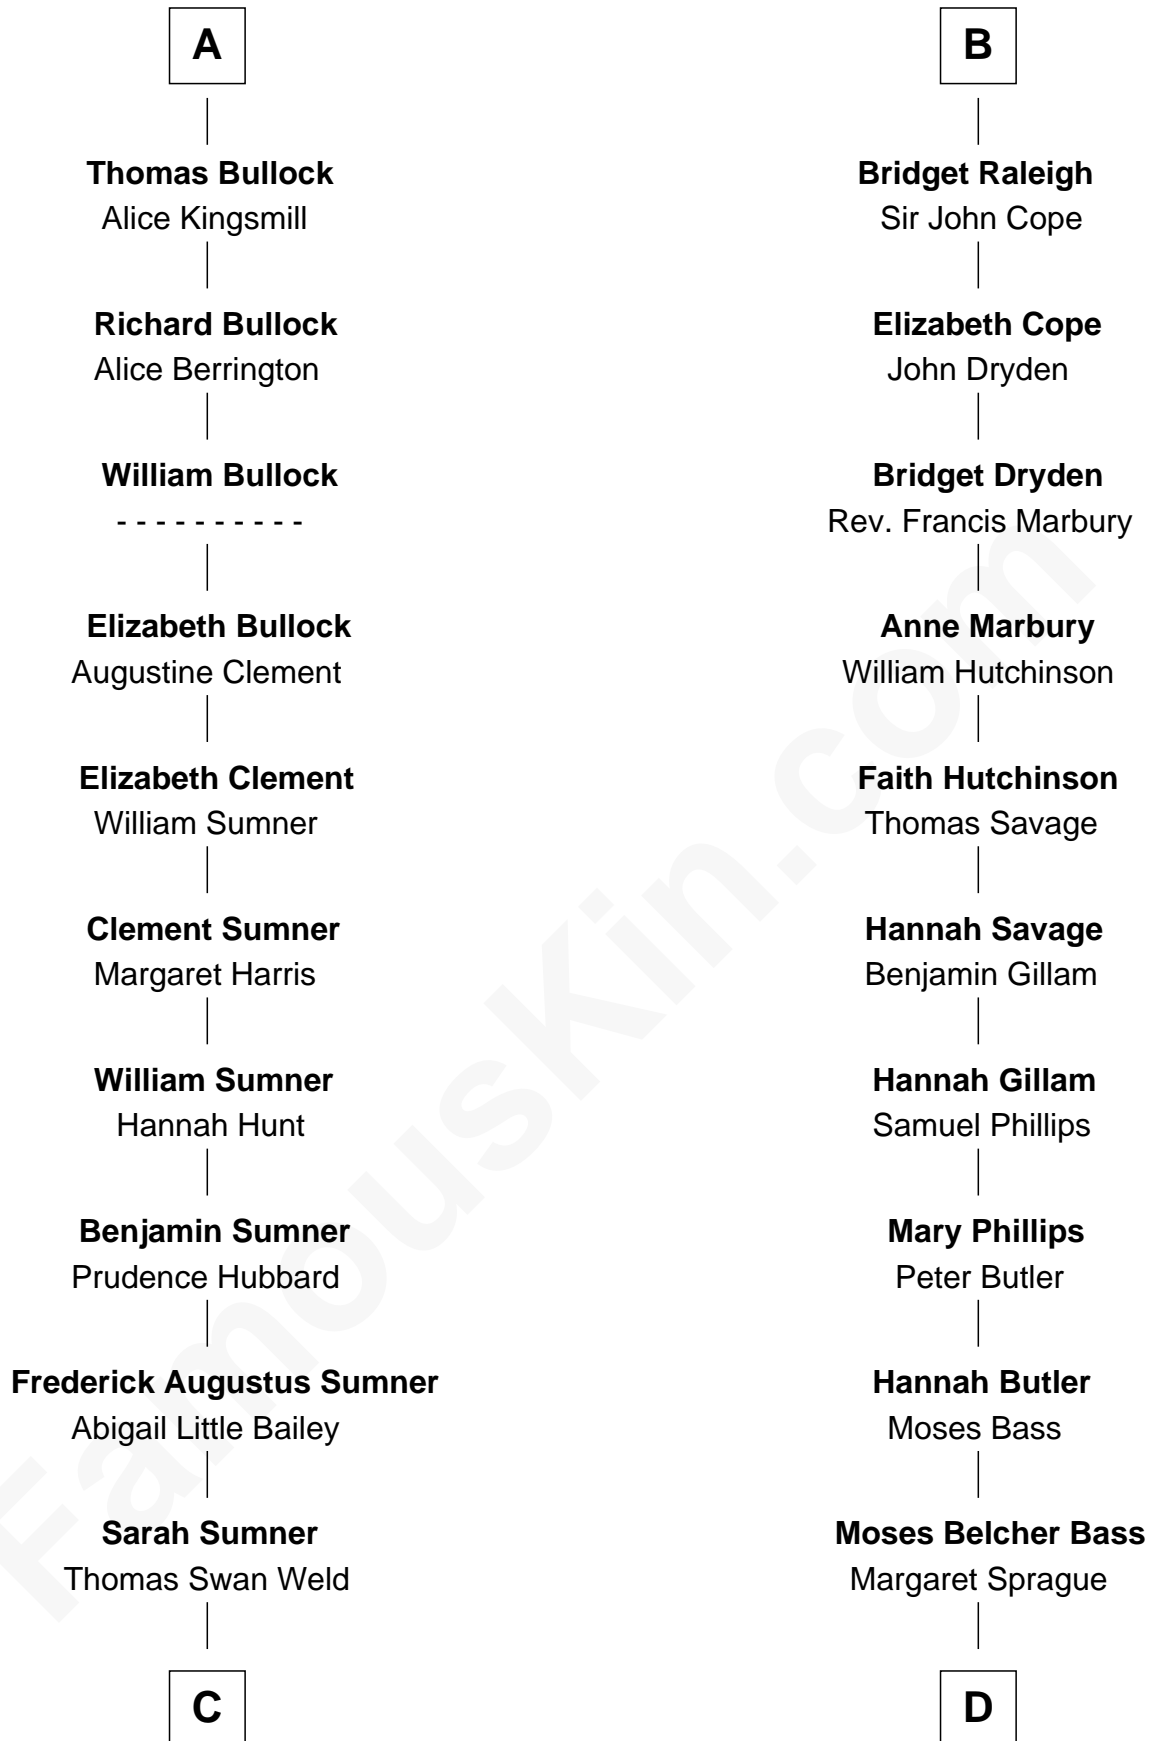 A
Thomas Bullock
Alice Kingsmill
Richard Bullock
Alice Berrington
William Bullock
- - - - - - - - - -
Elizabeth Bullock
Augustine Clement
Elizabeth Clement
William Sumner
Clement Sumner
Margaret Harris
William Sumner
Hannah Hunt
Benjamin Sumner
Prudence Hubbard
Frederick Augustus Sumner
Abigail Little Bailey
Sarah Sumner
Thomas Swan Weld
C
B
Bridget Raleigh
Sir John Cope
Elizabeth Cope
John Dryden
Bridget Dryden
Rev. Francis Marbury
Anne Marbury
William Hutchinson
Faith Hutchinson
Thomas Savage
Hannah Savage
Benjamin Gillam
Hannah Gillam
Samuel Phillips
Mary Phillips
Peter Butler
Hannah Butler
Moses Bass
Moses Belcher Bass
Margaret Sprague
D
FamousKin.com